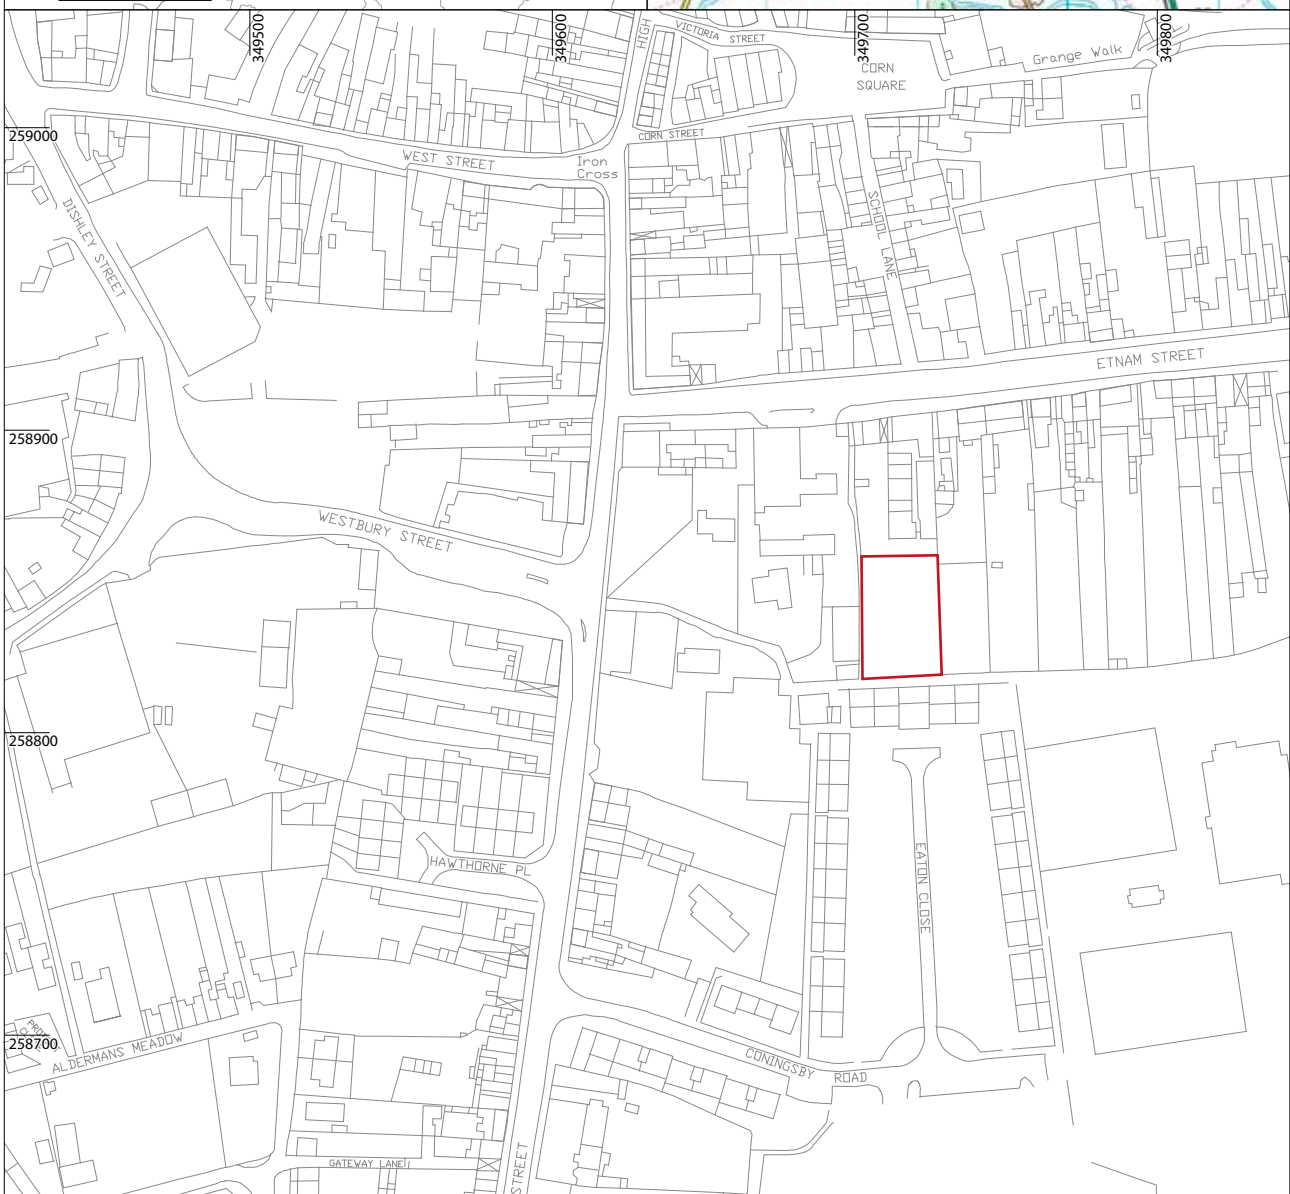 349500
349600
349700
349800
HIGH
VICTORIA STREET
CORN
SQUARE
Grange Walk
259000
CORN STREET
WEST STREET
Iron
Cross
DISHLEY STREET
SCHOOL LANE
ETNAM STREET
258900
WESTBURY STREET
258800
HAWTHORNE PL
EATON CLOSE
258700
ALDERMANS MEADOW
CONINGSBY
ROAD
GATEWAY LANE
STREET